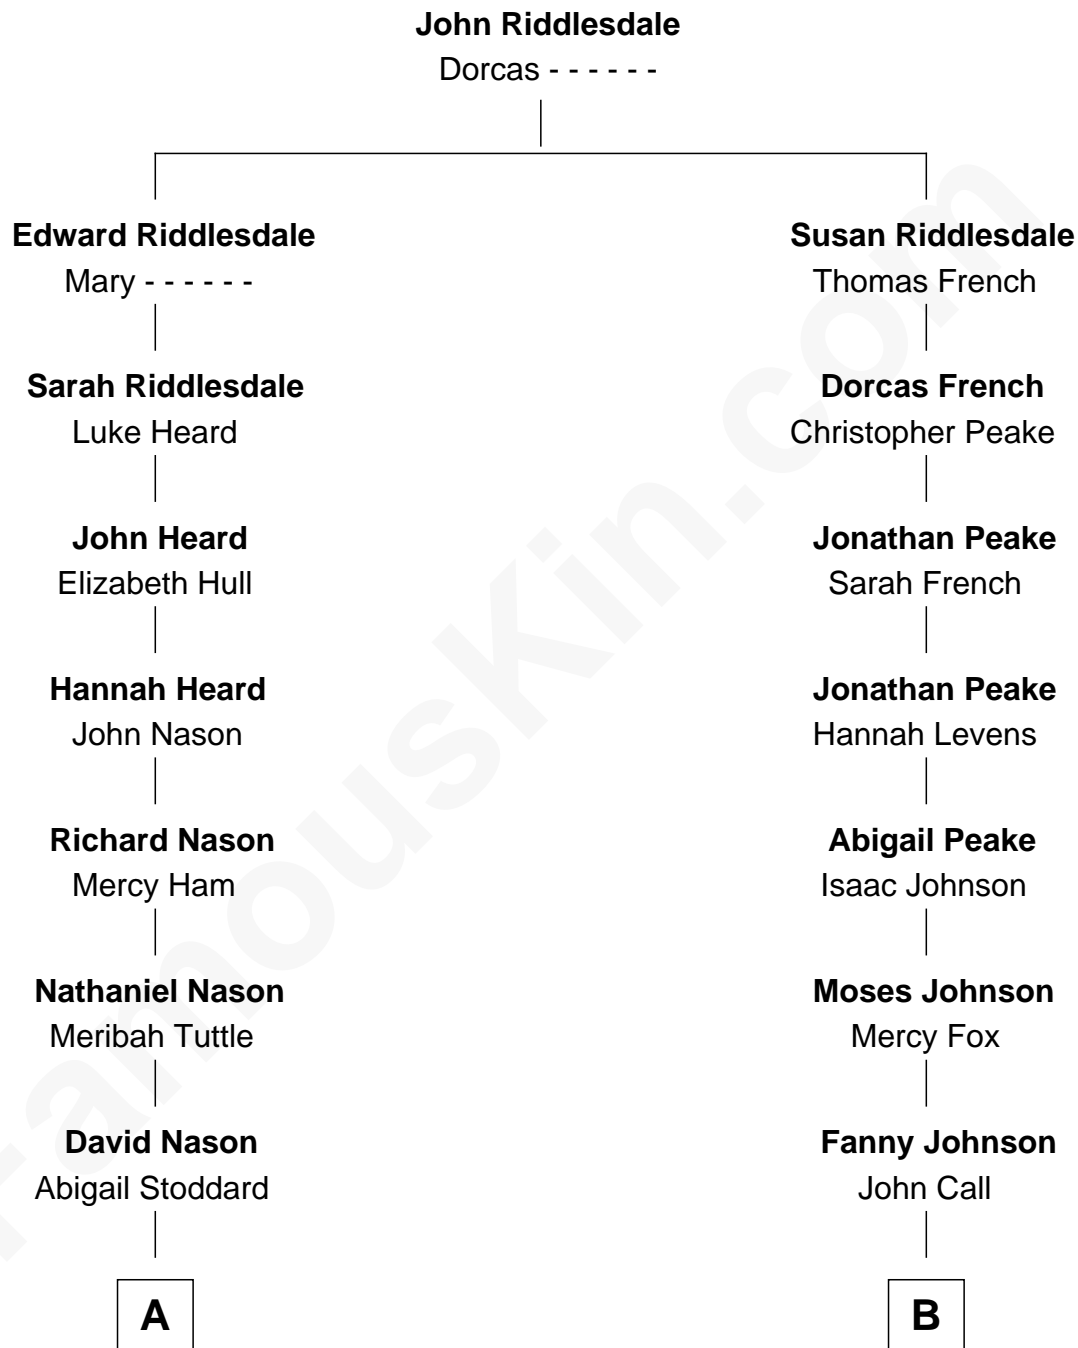 John Riddlesdale
Dorcas - - - - - -
Edward Riddlesdale
Mary - - - - - -
Susan Riddlesdale
Thomas French
Sarah Riddlesdale
Luke Heard
Dorcas French
Christopher Peake
John Heard
Elizabeth Hull
Jonathan Peake
Sarah French
Hannah Heard
John Nason
Jonathan Peake
Hannah Levens
Richard Nason
Mercy Ham
Abigail Peake
Isaac Johnson
Nathaniel Nason
Meribah Tuttle
Moses Johnson
Mercy Fox
David Nason
Abigail Stoddard
Fanny Johnson
John Call
A
B
FamousKin.com